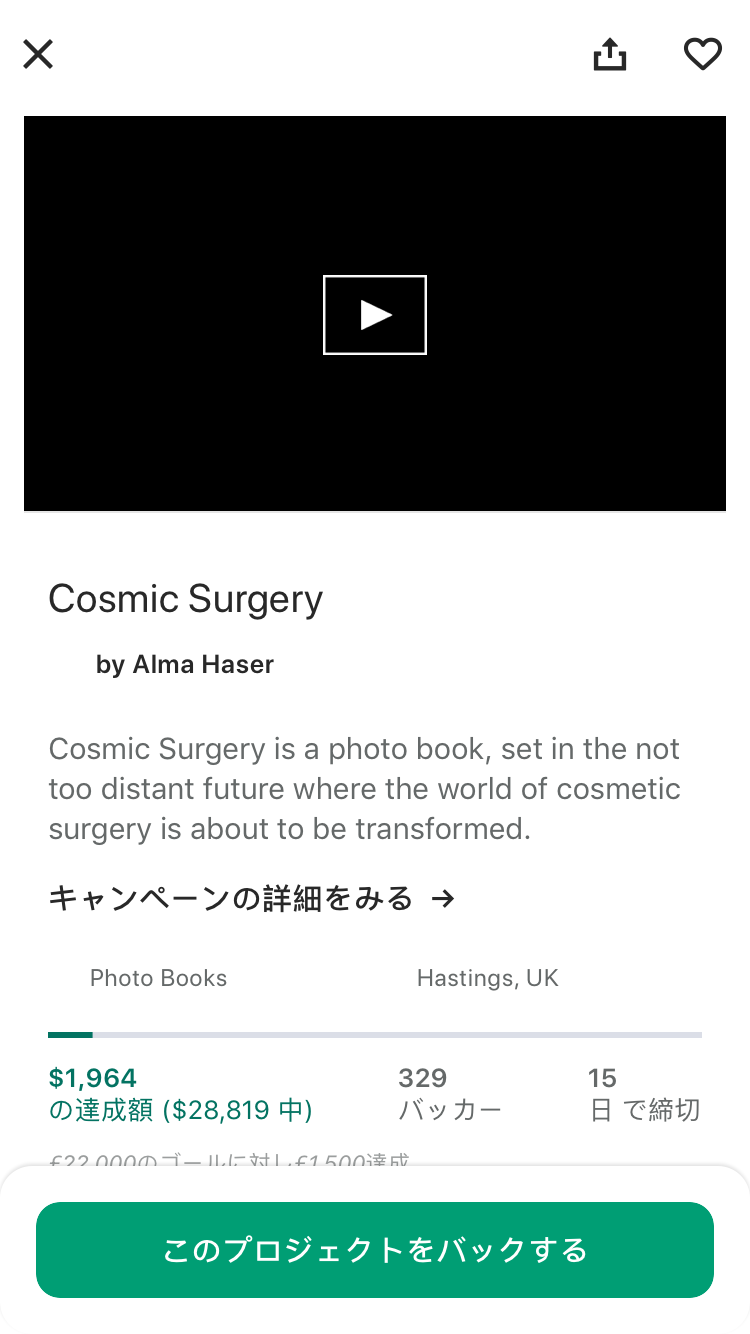 Cosmic Surgery
by Alma Haser
Cosmic Surgery is a photo book, set in the not
too distant future where the world of cosmetic
surgery is about to be transformed.
キャンペーンの詳細をみる →
Photo Books
Hastings, UK
$1,964
の達成額 ($28,819 中)
329
バッカー
15
日 で締切
£22,000のゴールに対し£1,500達成
このプロジェクトをバックする